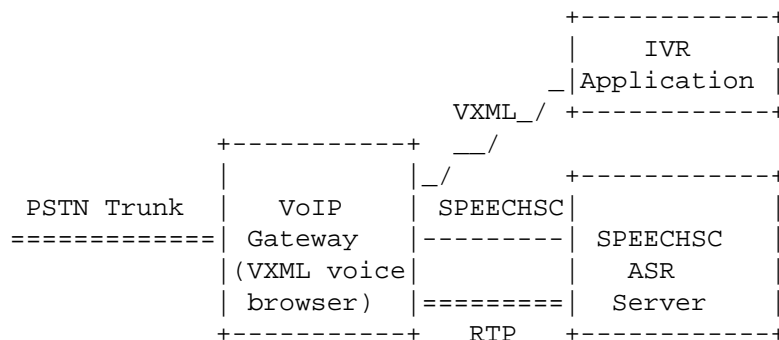 IVR
Application
VXML
PSTN Trunk VoIP SPEECHSC
Gateway SPEECHSC
(VXML voice ASR
browser) Server
RTP